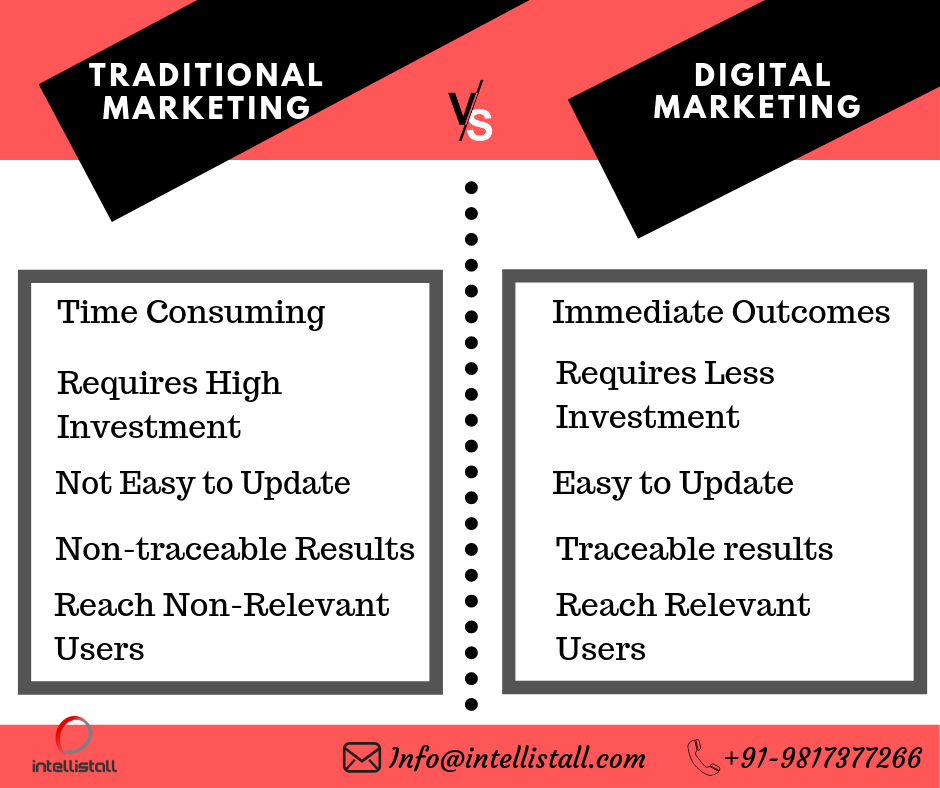 TRADITIONAL
MARKETING
VS
DIGITAL
MARKETING
Time Consuming
Requires High
Investment
Not Easy to Update
Non-traceable Results
Reach Non-Relevant
Users
Immediate Outcomes
Requires Less
Investment
Easy to Update
Traceable results
Reach Relevant
Users
intellistall
Info@intellistall.com
+91-9817377266